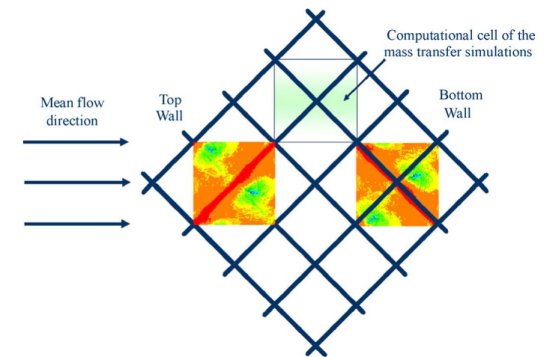 Computational cell of the
mass transfer simulations
Mean flow
direction
Top
Wall
Bottom
Wall